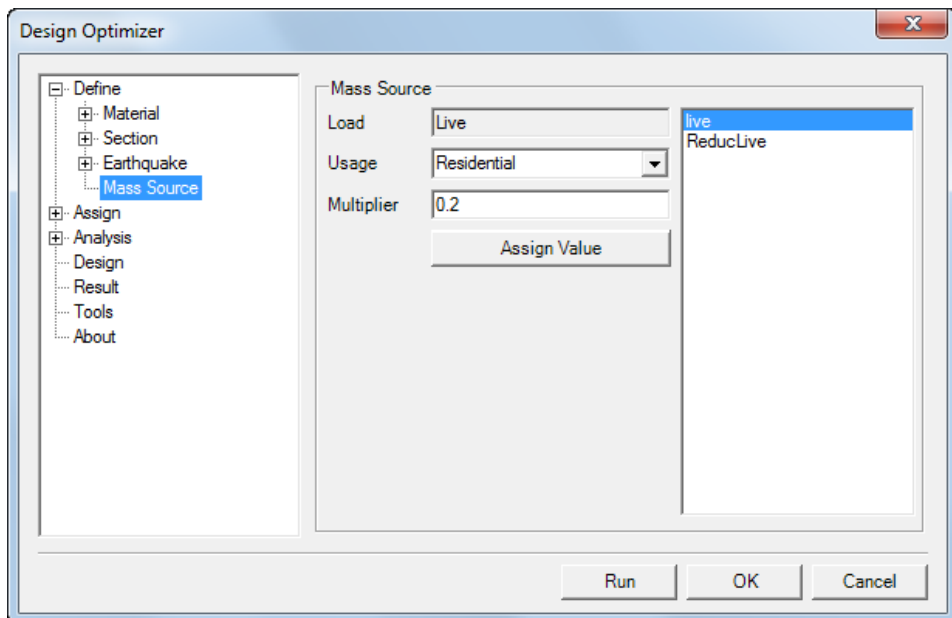 Design Optimizer
Define
Material
Section
Earthquake
Mass Source
Assign
Analysis
Design
Result
Tools
About
Mass Source
Load Live
Usage Residential
Multiplier 0.2
Assign Value
live
ReducLive
Run OK Cancel